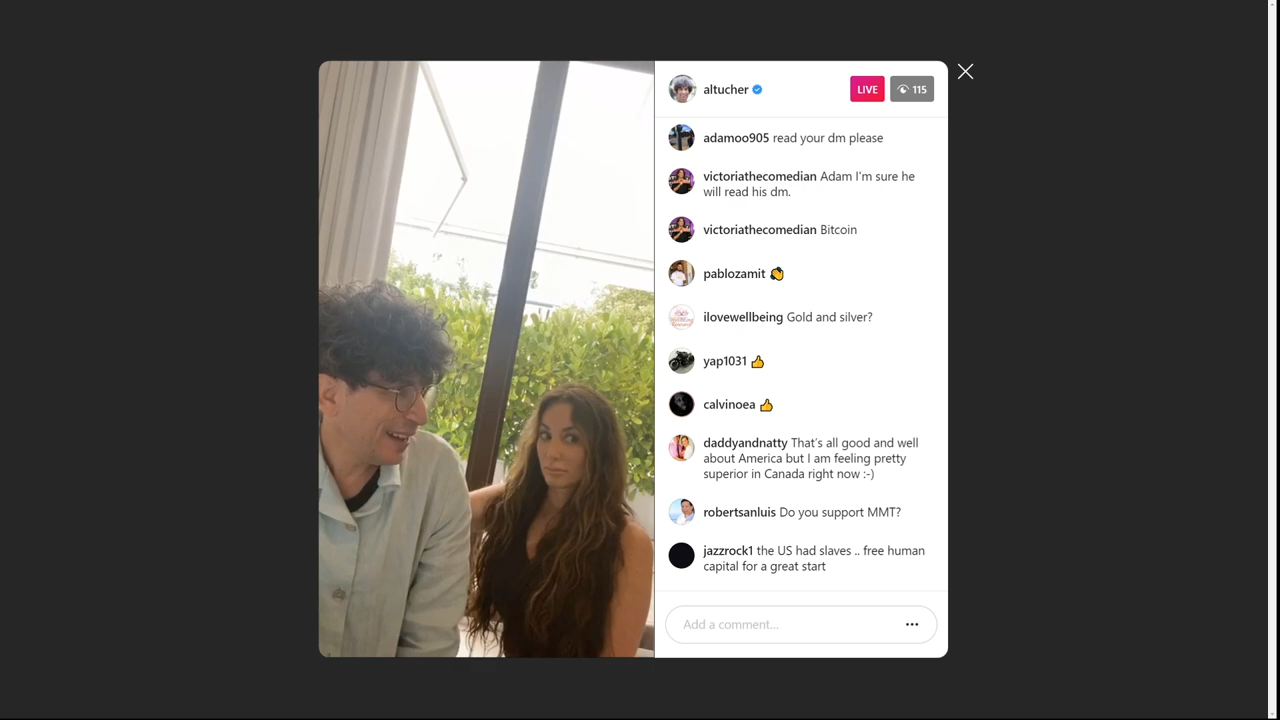 altucher
LIVE
115
adamoo905 read your dm please
victoriathecomedian Adam I'm sure he
will read his dm.
victoriathecomedian Bitcoin
pablozamit 👏
ilovewellbeing Gold and silver?
yap1031 👍
calvinoea 👍
daddyandnatty That's all good and well
about America but I am feeling pretty
superior in Canada right now :-)
robertsanluis Do you support MMT?
jazzrock1 the US had slaves .. free human
capital for a great start
Add a comment...